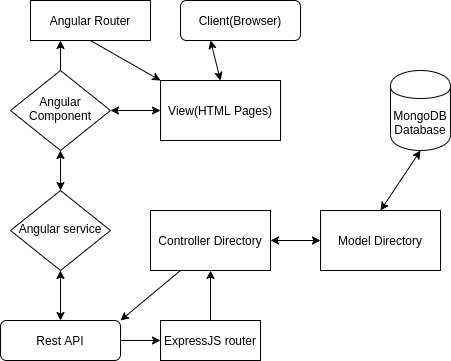 Angular Router
Client(Browser)
Angular
Component
View(HTML Pages)
MongoDB
Database
Angular service
Controller Directory
Model Directory
Rest API
ExpressJS router